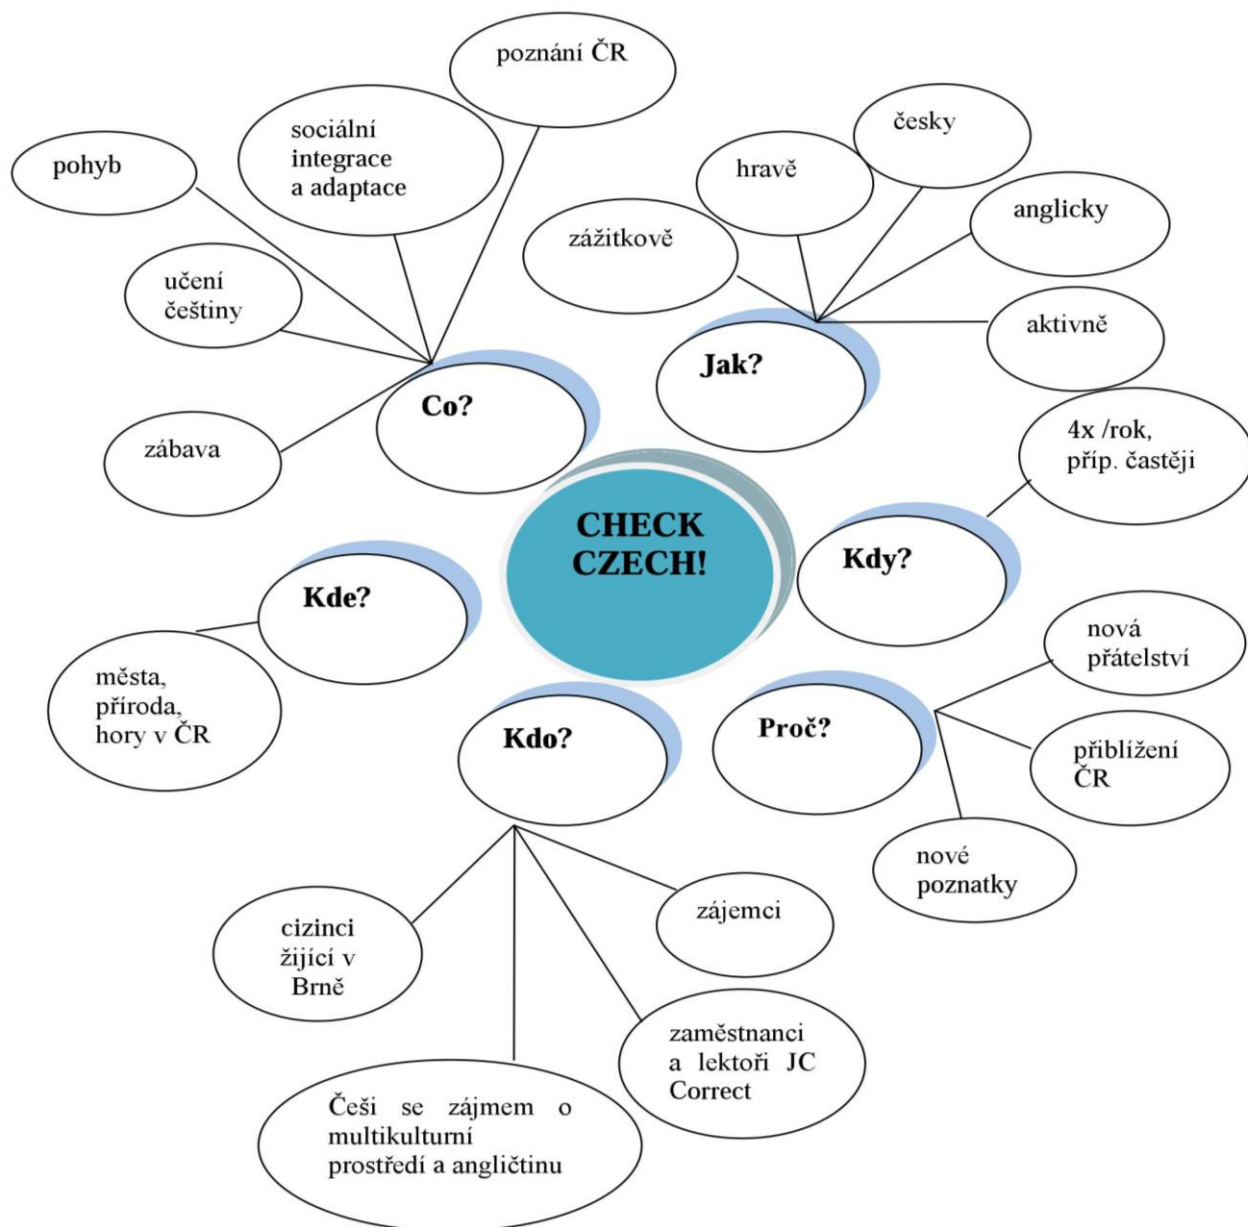 poznání ČR
sociální
integrace
a adaptace
pohyb
učení
češtiny
zábava
Co?
česky
hravě
anglicky
zážitkově
aktivně
Jak?
4x /rok,
příp. častěji
Kdy?
CHECK
CZECH!
Kde?
města,
příroda,
hory v ČR
nová
přátelství
přiblížení
ČR
nové
poznatky
Proč?
Kdo?
zájemci
cizinci
žijící v
Brně
zaměstnanci
a lektoři JC
Correct
Češi se zájmem o
multikulturní
prostředí a angličtinu